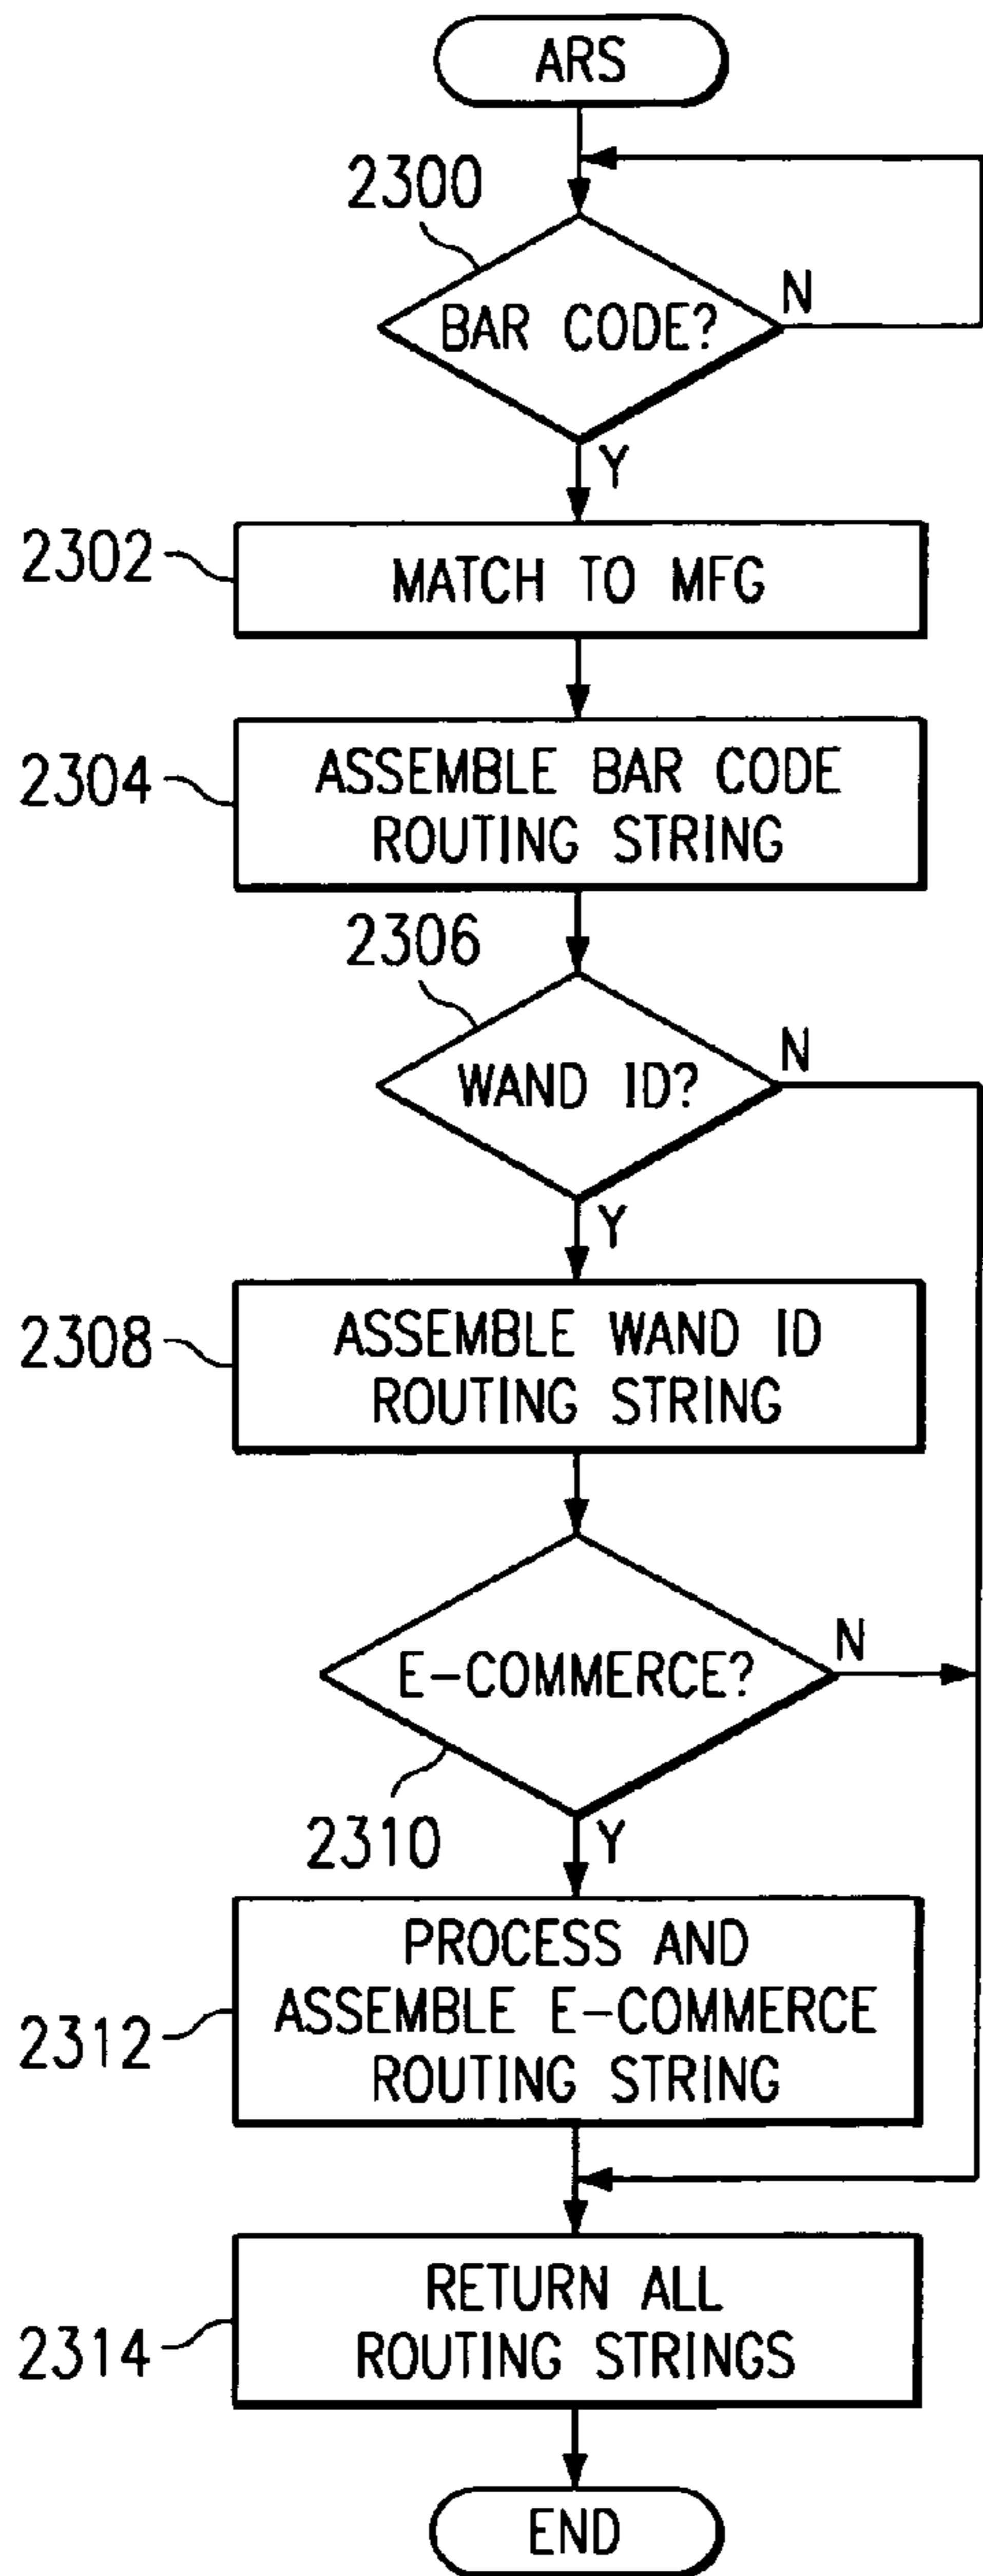 ARS
2300
BAR CODE?
N
Y
2302
MATCH TO MFG
2304
ASSEMBLE BAR CODE
ROUTING STRING
2306
WAND ID?
N
Y
2308
ASSEMBLE WAND ID
ROUTING STRING
E-COMMERCE?
N
2310
Y
2312
PROCESS AND
ASSEMBLE E-COMMERCE
ROUTING STRING
2314
RETURN ALL
ROUTING STRINGS
END